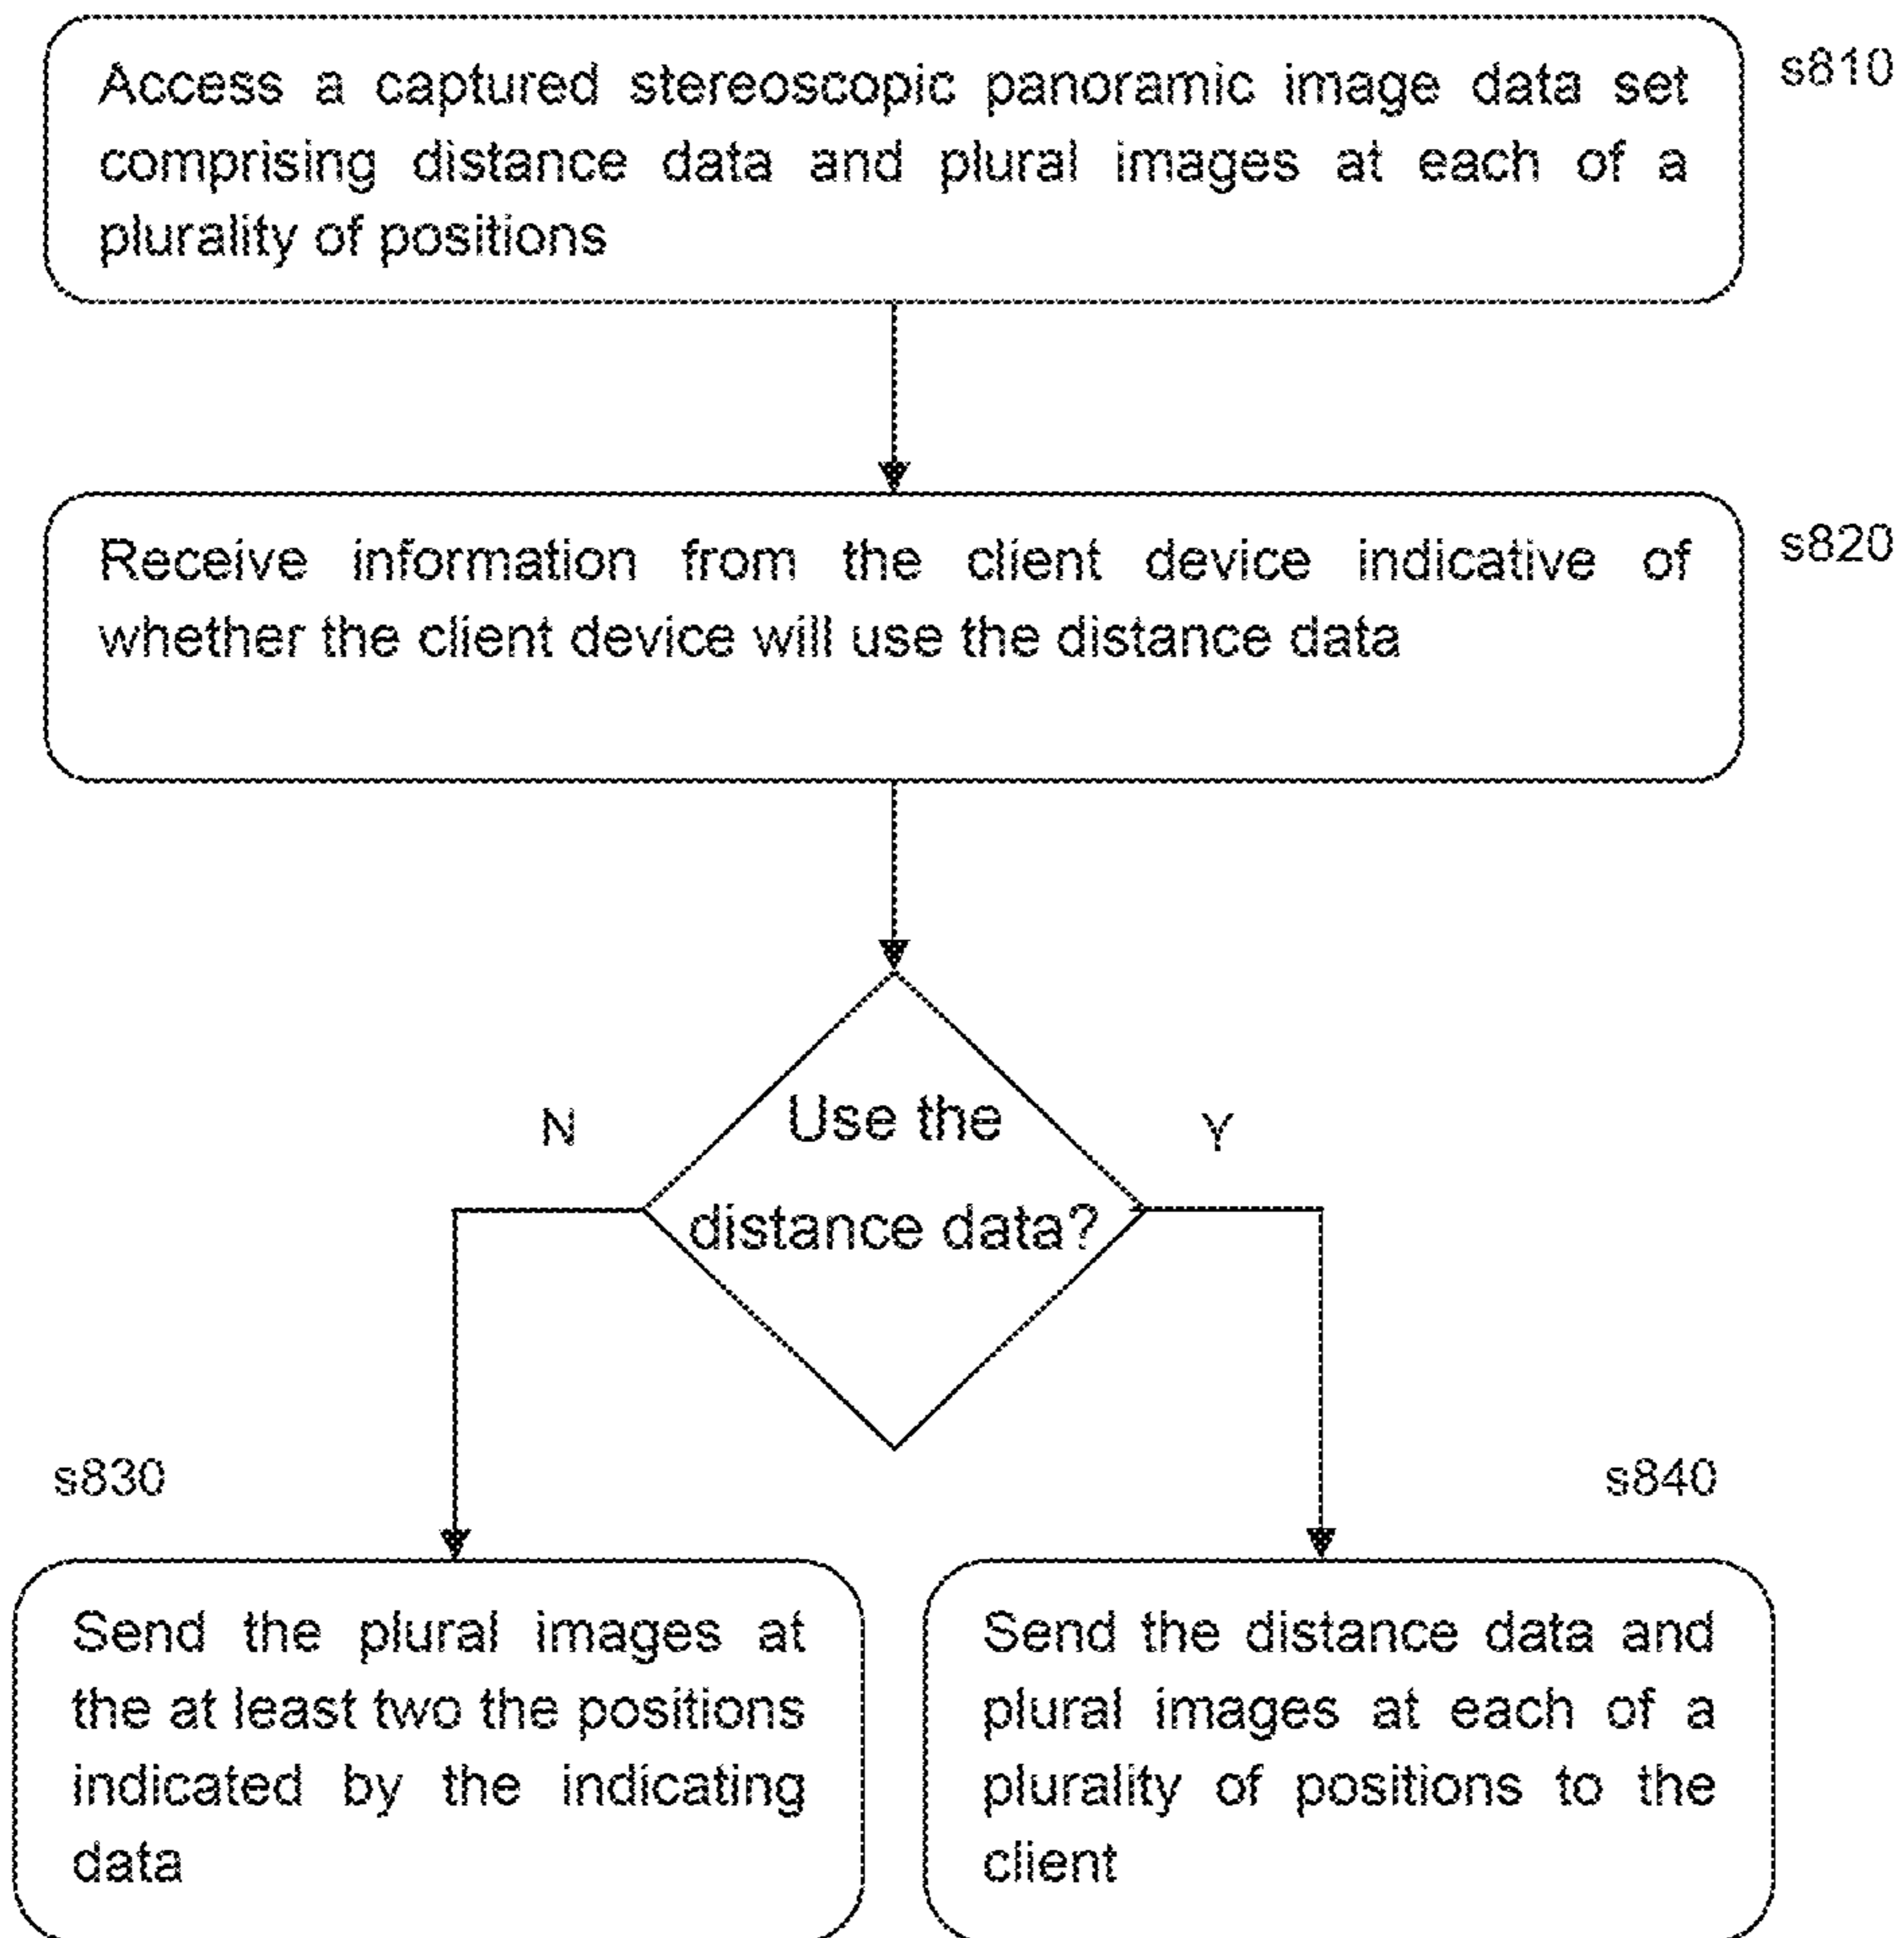 Access a captured stereoscopic panoramic image data set
comprising distance data and plural images at each of a
plurality of positions
s810
Receive information from the client device indicative of
whether the client device will use the distance data
s820
N
Use the
distance data?
Y
s830
s840
Send the plural images at
the at least two the positions
indicated by the indicating
data
Send the distance data and
plural images at each of a
plurality of positions to the
client